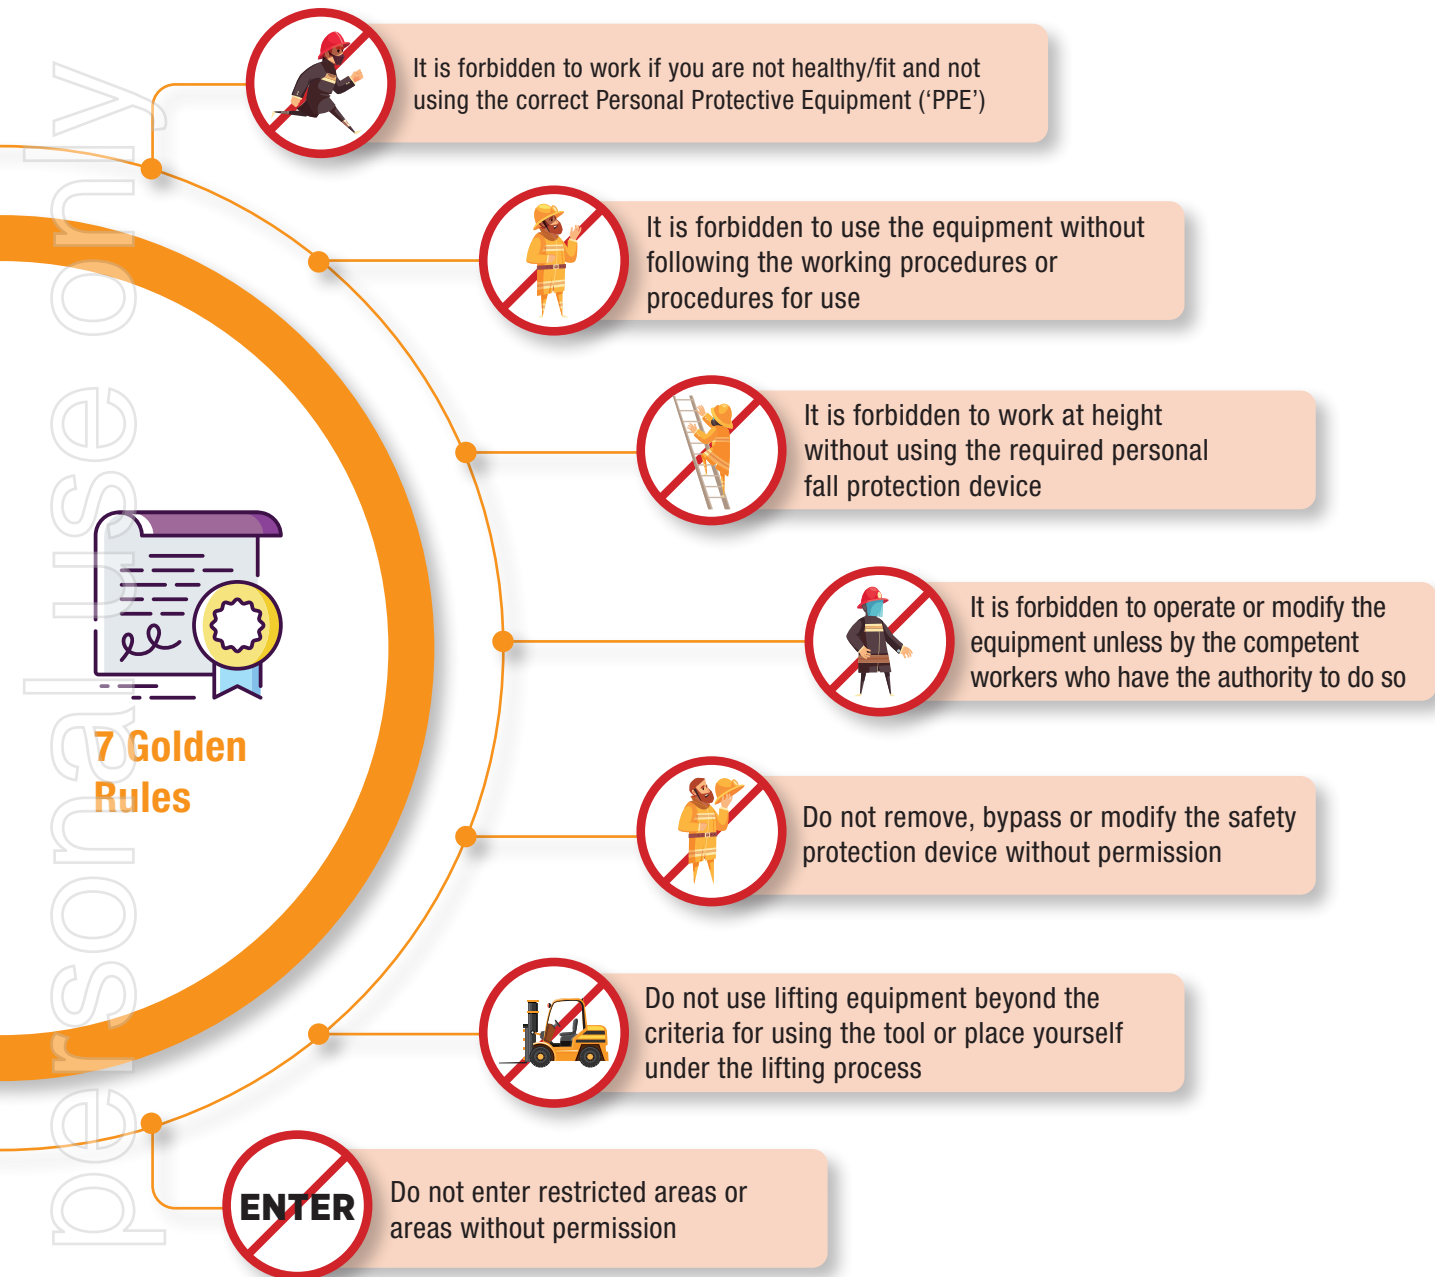 It is forbidden to work if you are not healthy/fit and not
using the correct Personal Protective Equipment (‘PPE’)
It is forbidden to use the equipment without
following the working procedures or
procedures for use
It is forbidden to work at height
without using the required personal
fall protection device
It is forbidden to operate or modify the
equipment unless by the competent
workers who have the authority to do so
7 Golden
Rules
Do not remove, bypass or modify the safety
protection device without permission
Do not use lifting equipment beyond the
criteria for using the tool or place yourself
under the lifting process
ENTER
Do not enter restricted areas or
areas without permission
personal use only